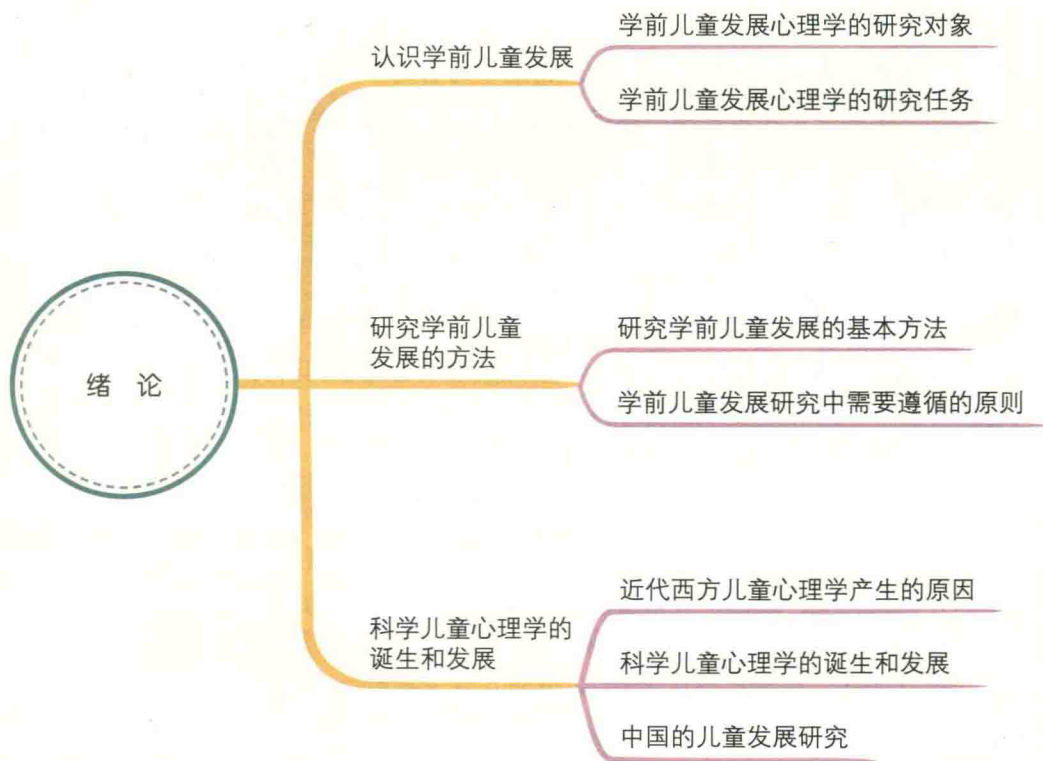 绪 论
认识学前儿童发展
学前儿童发展心理学的研究对象
学前儿童发展心理学的研究任务
研究学前儿童
发展的方法
研究学前儿童发展的基本方法
学前儿童发展研究中需要遵循的原则
科学儿童心理学的
诞生和发展
近代西方儿童心理学产生的原因
科学儿童心理学的诞生和发展
中国的儿童发展研究